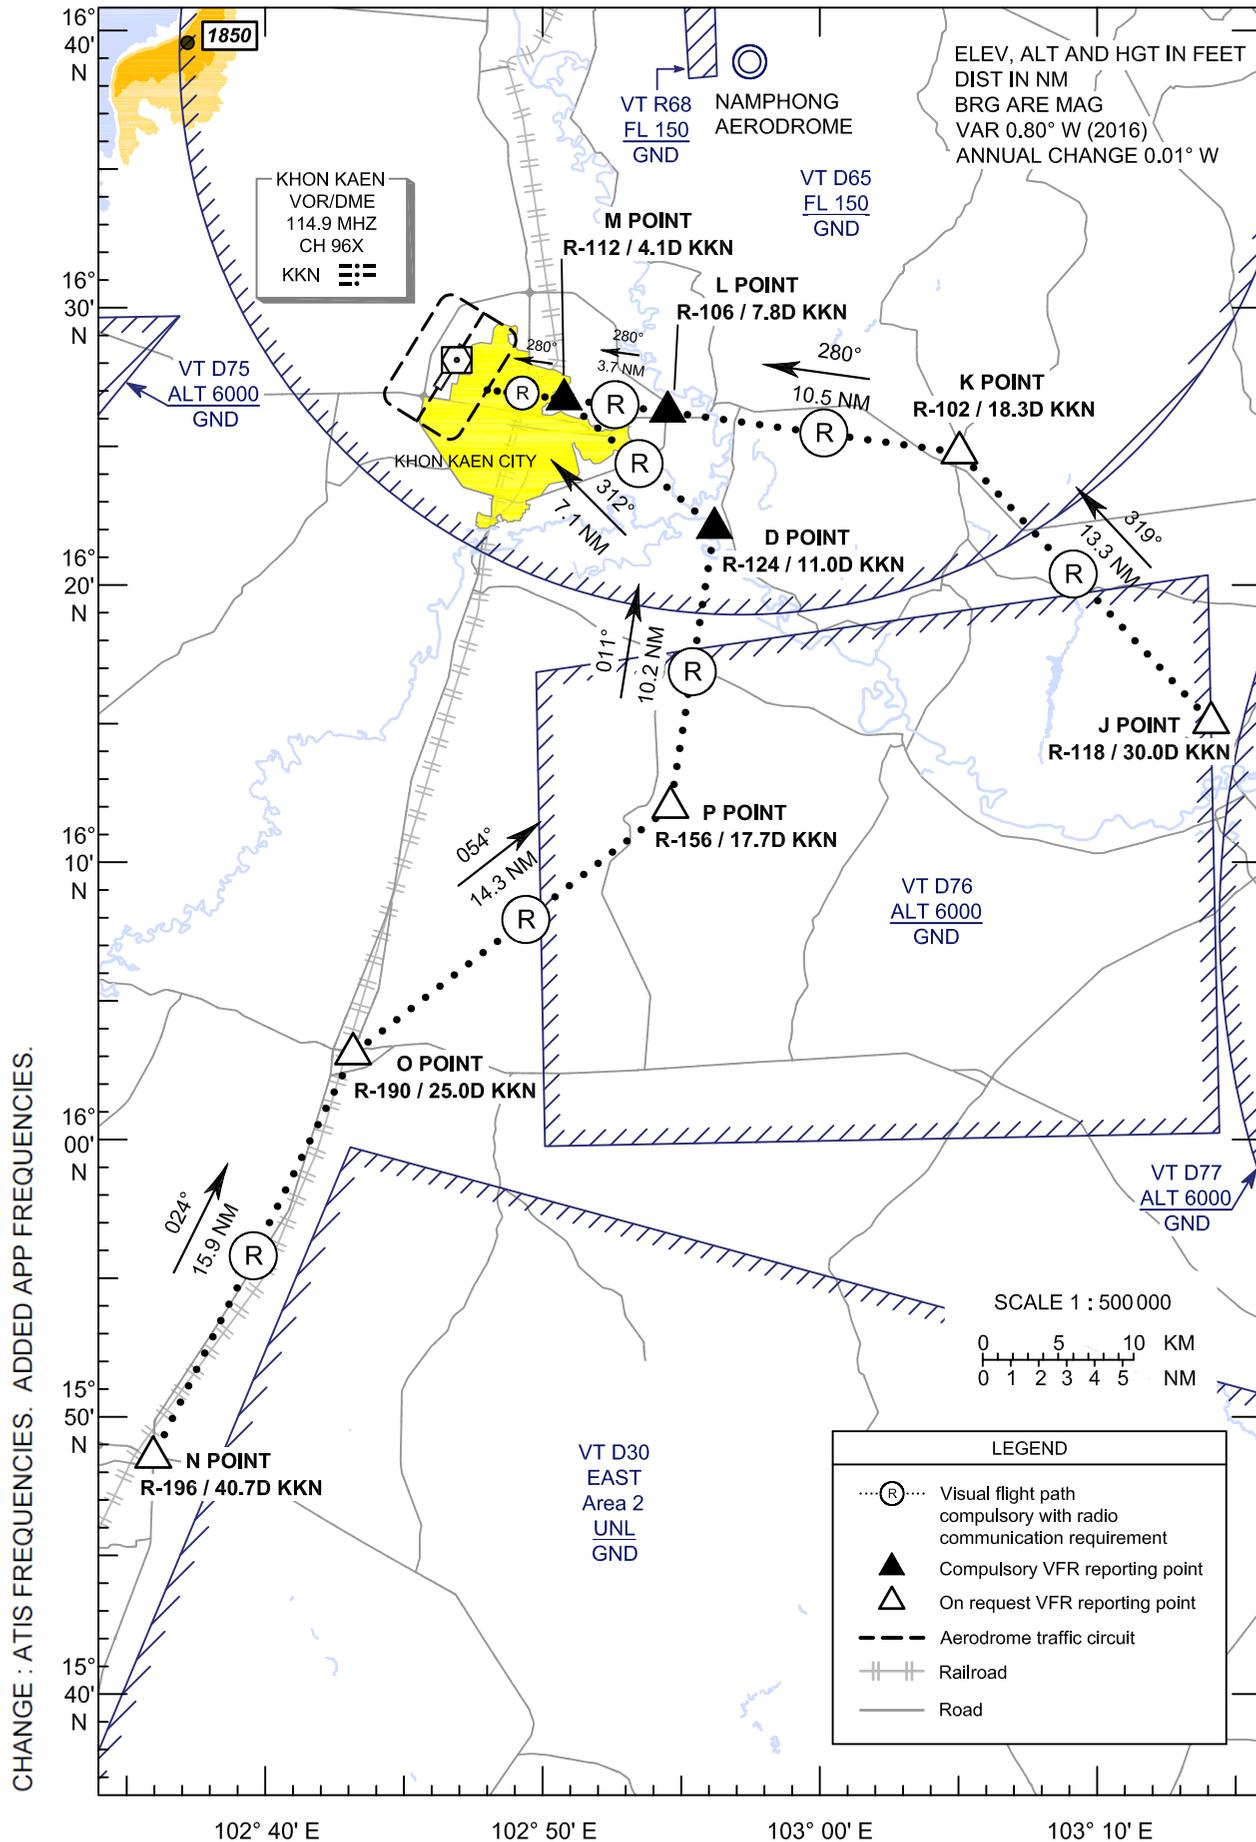 16°
40'
N
1850
ELEV, ALT AND HGT IN FEET
DIST IN NM
BRG ARE MAG
VAR 0.80° W (2016)
ANNUAL CHANGE 0.01° W
VT R68
FL 150
GND
NAMPHONG
AERODROME
VT D65
FL 150
GND
KHON KAEN
VOR/DME
114.9 MHZ
CH 96X
KKN
M POINT
R-112 / 4.1D KKN
L POINT
R-106 / 7.8D KKN
16°
30'
N
VT D75
ALT 6000
GND
280°
280°
3.7 NM
280°
10.5 NM
K POINT
R-102 / 18.3D KKN
R
R
R
R
KHON KAEN CITY
312°
7.1 NM
D POINT
R-124 / 11.0D KKN
319°
13.3 NM
R
16°
20'
N
011°
10.2 NM
R
J POINT
R-118 / 30.0D KKN
P POINT
R-156 / 17.7D KKN
16°
10'
N
054°
14.3 NM
R
VT D76
ALT 6000
GND
O POINT
R-190 / 25.0D KKN
16°
00'
N
VT D77
ALT 6000
GND
024°
15.9 NM
R
SCALE 1 : 500 000
0 5 10 KM
0 1 2 3 4 5 NM
15°
50'
N
N POINT
R-196 / 40.7D KKN
VT D30
EAST
Area 2
UNL
GND
LEGEND
R
Visual flight path
compulsory with radio
communication requirement
Compulsory VFR reporting point
On request VFR reporting point
Aerodrome traffic circuit
Railroad
Road
15°
40'
N
102° 40' E
102° 50' E
103° 00' E
103° 10' E
CHANGE : ATIS FREQUENCIES. ADDED APP FREQUENCIES.